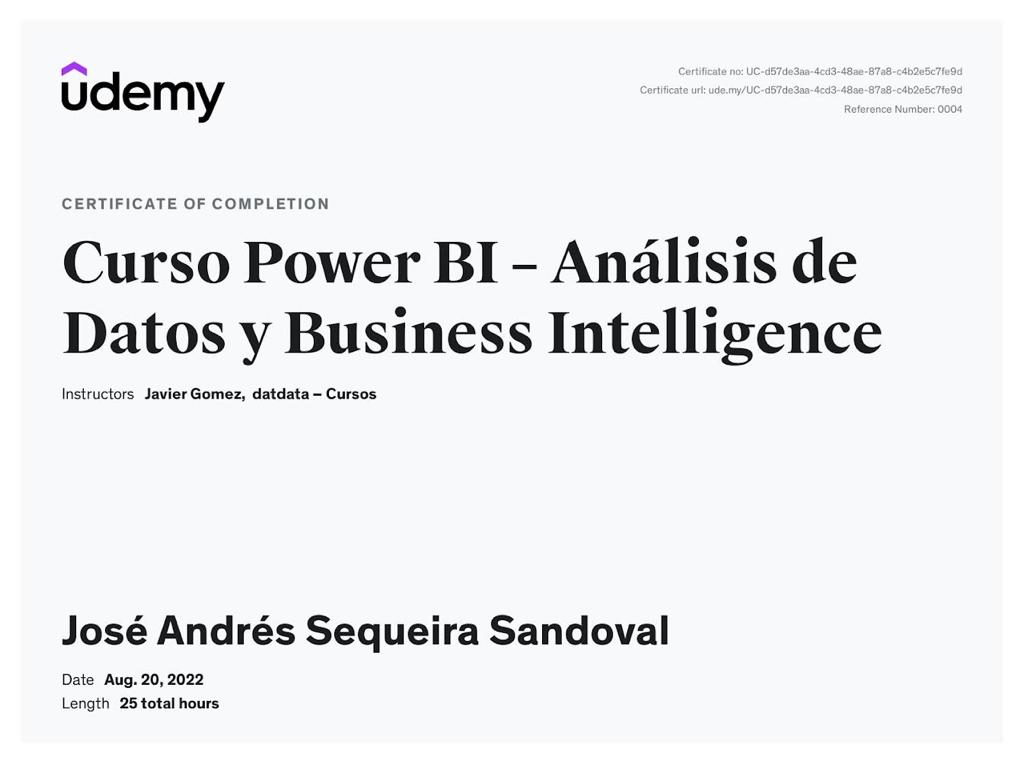 udemy
Certificate no: UC-d57de3aa-4cd3-48ae-87a8-c4b2e5c7fe9d
Certificate url: ude.my/UC-d57de3aa-4cd3-48ae-87a8-c4b2e5c7fe9d
Reference Number: 0004
CERTIFICATE OF COMPLETION
Curso Power BI – Análisis de
Datos y Business Intelligence
Instructors Javier Gomez, datdata – Cursos
José Andrés Sequeira Sandoval
Date Aug. 20, 2022
Length 25 total hours